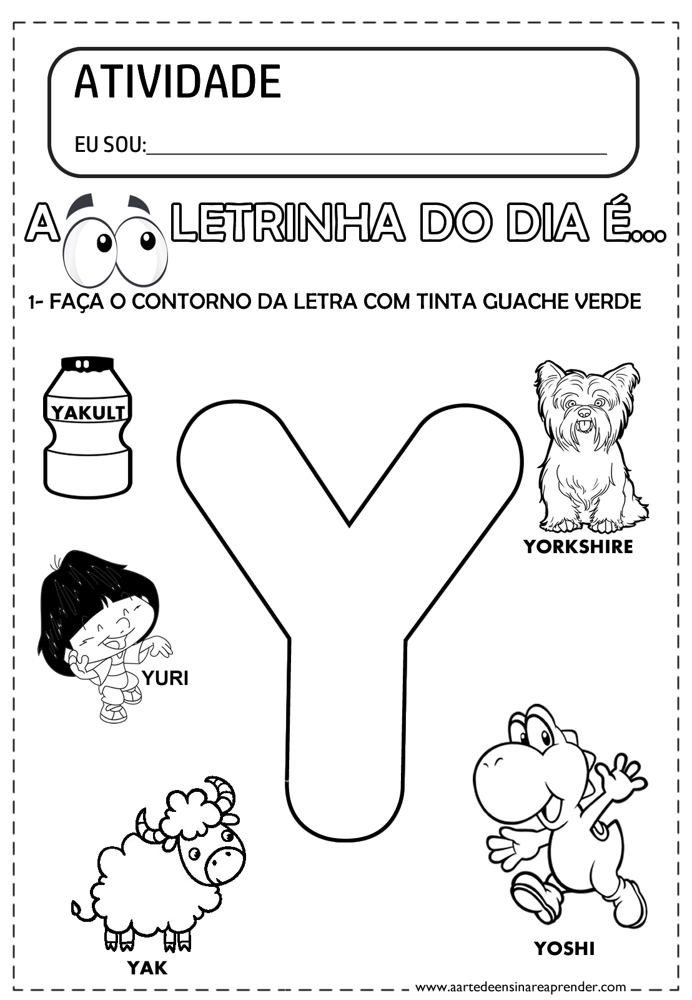 ATIVIDADE
EU SOU:
A LETRINHA DO DIA É...
1- FAÇA O CONTORNO DA LETRA COM TINTA GUACHE VERDE
YAKULT
Y
YORKSHIRE
YURI
YOSHI
YAK
www.aartedeensinareaprender.com